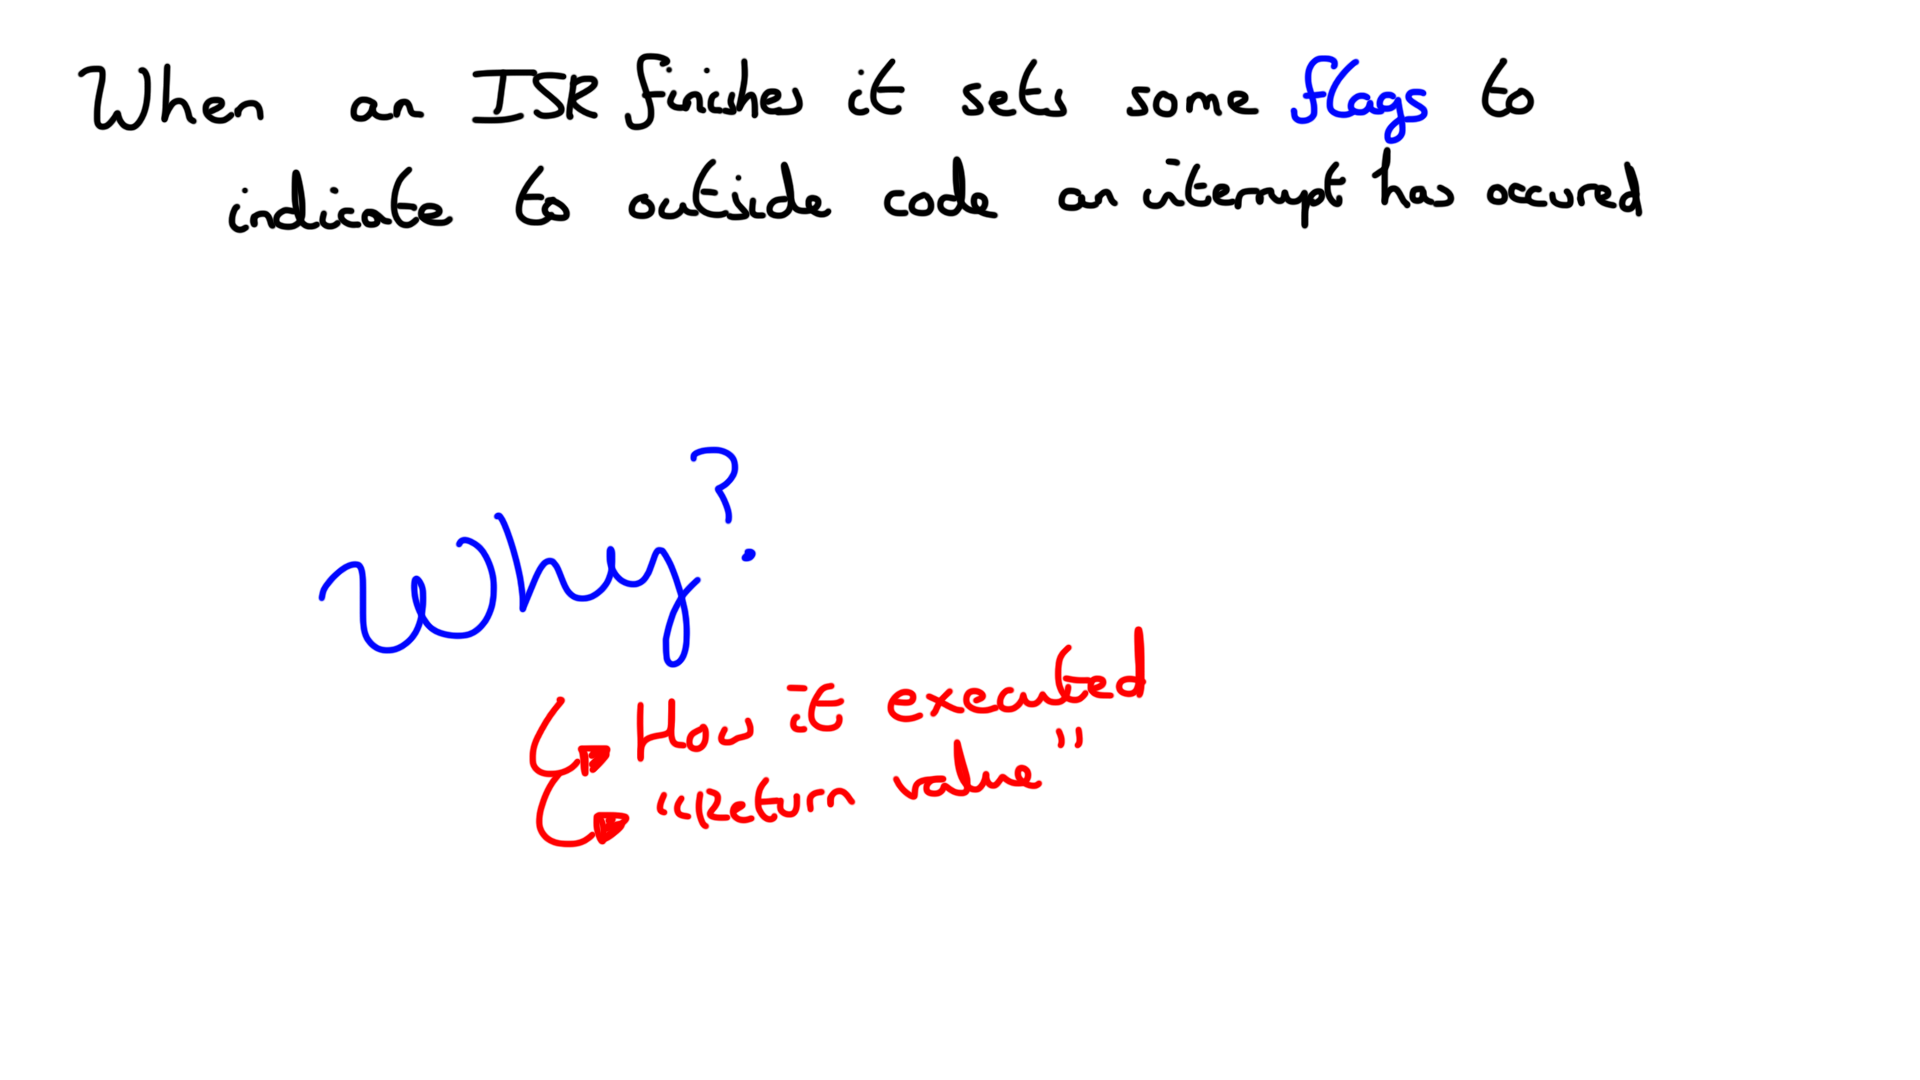 When an ISR finishes it sets some flags to
indicate to outside code an interrupt has occured
Why?
How it executed
"Return value"